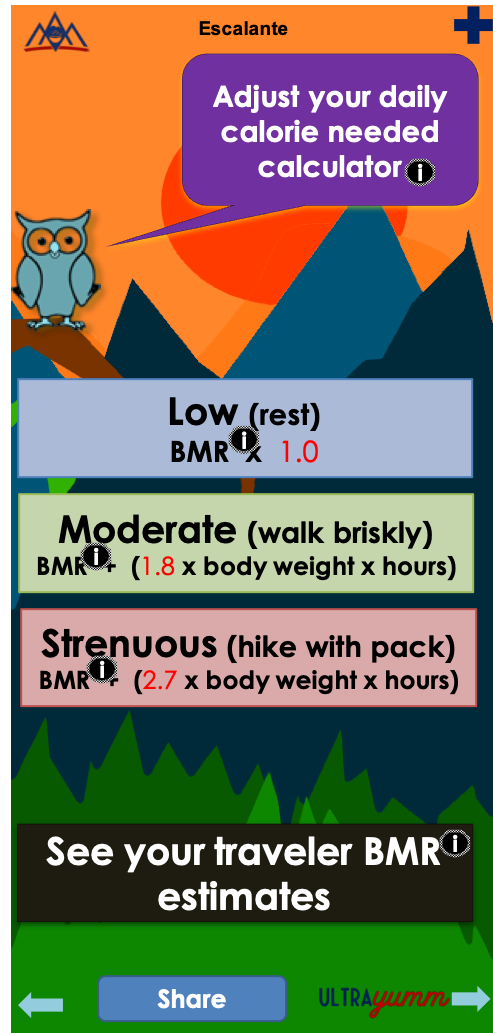 Escalante
Adjust your daily
calorie needed
calculator i
Low (rest)
BMR i x 1.0
Moderate (walk briskly)
BMR i + (1.8 x body weight x hours)
Strenuous (hike with pack)
BMR i + (2.7 x body weight x hours)
See your traveler BMR i
estimates
Share
ULTRAyumm